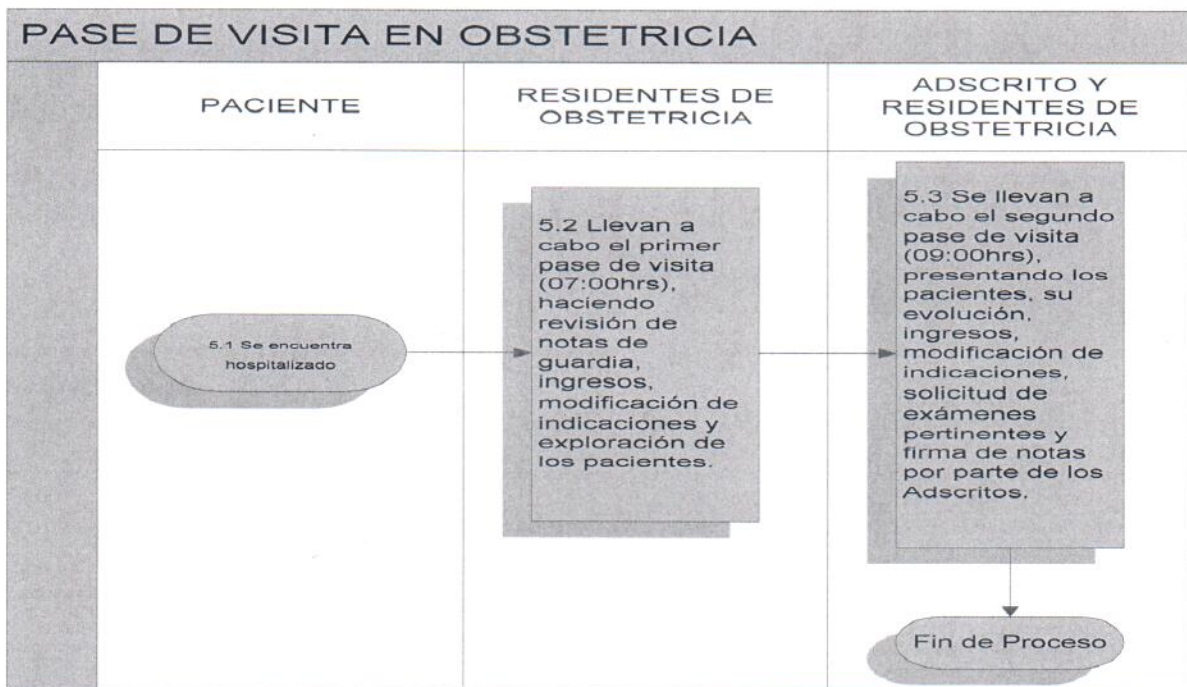 PASE DE VISITA EN OBSTETRICIA
PACIENTE
RESIDENTES DE
OBSTETRICIA
ADSCRITO Y
RESIDENTES DE
OBSTETRICIA
5.1 Se encuentra
hospitalizado
5.2 Llevan a
cabo el primer
pase de visita
(07:00hrs),
haciendo
revisión de
notas de
guardia,
ingresos,
modificación de
indicaciones y
exploración de
los pacientes.
5.3 Se llevan a
cabo el segundo
pase de visita
(09:00hrs),
presentando los
pacientes, su
evolución,
ingresos,
modificación de
indicaciones,
solicitud de
exámenes
pertinentes y
firma de notas
por parte de los
Adscritos.
Fin de Proceso